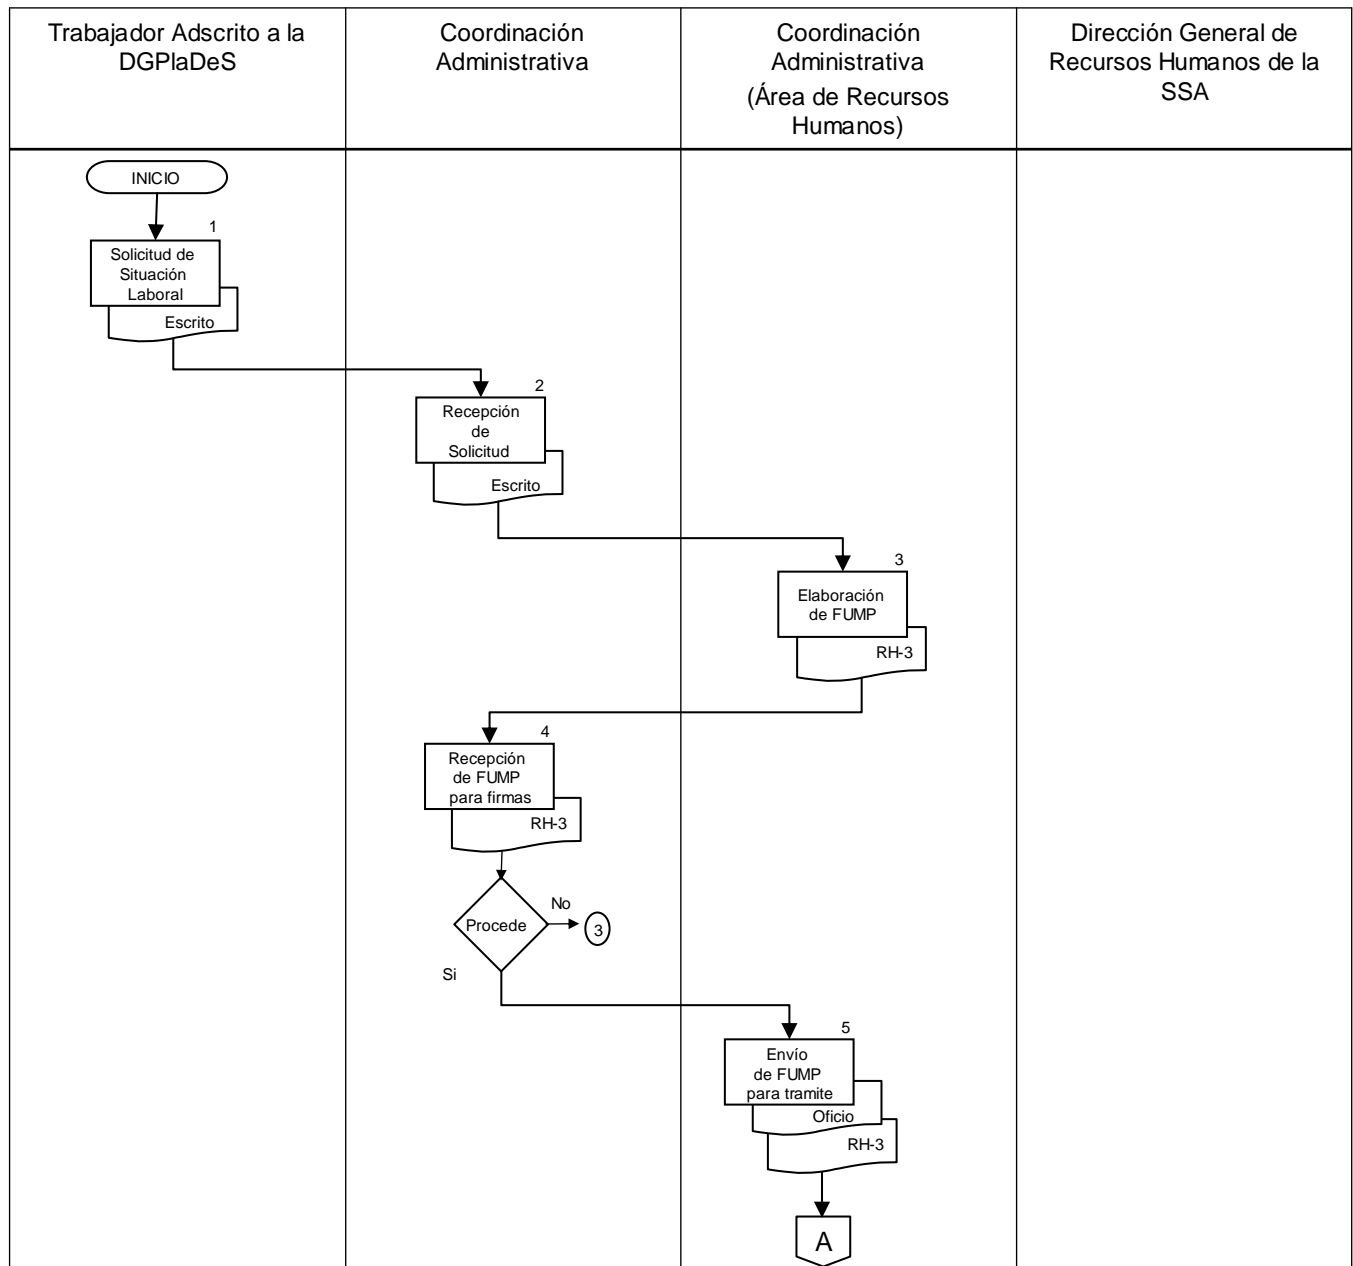 Trabajador Adscrito a la
DGPlaDeS
Coordinación
Administrativa
Coordinación
Administrativa
(Área de Recursos
Humanos)
Dirección General de
Recursos Humanos de la
SSA
INICIO
1
Solicitud de
Situación
Laboral
Escrito
2
Recepción
de
Solicitud
Escrito
3
Elaboración
de FUMP
RH-3
4
Recepción
de FUMP
para firmas
RH-3
Procede
No
3
Si
5
Envío
de FUMP
para tramite
Oficio
RH-3
A